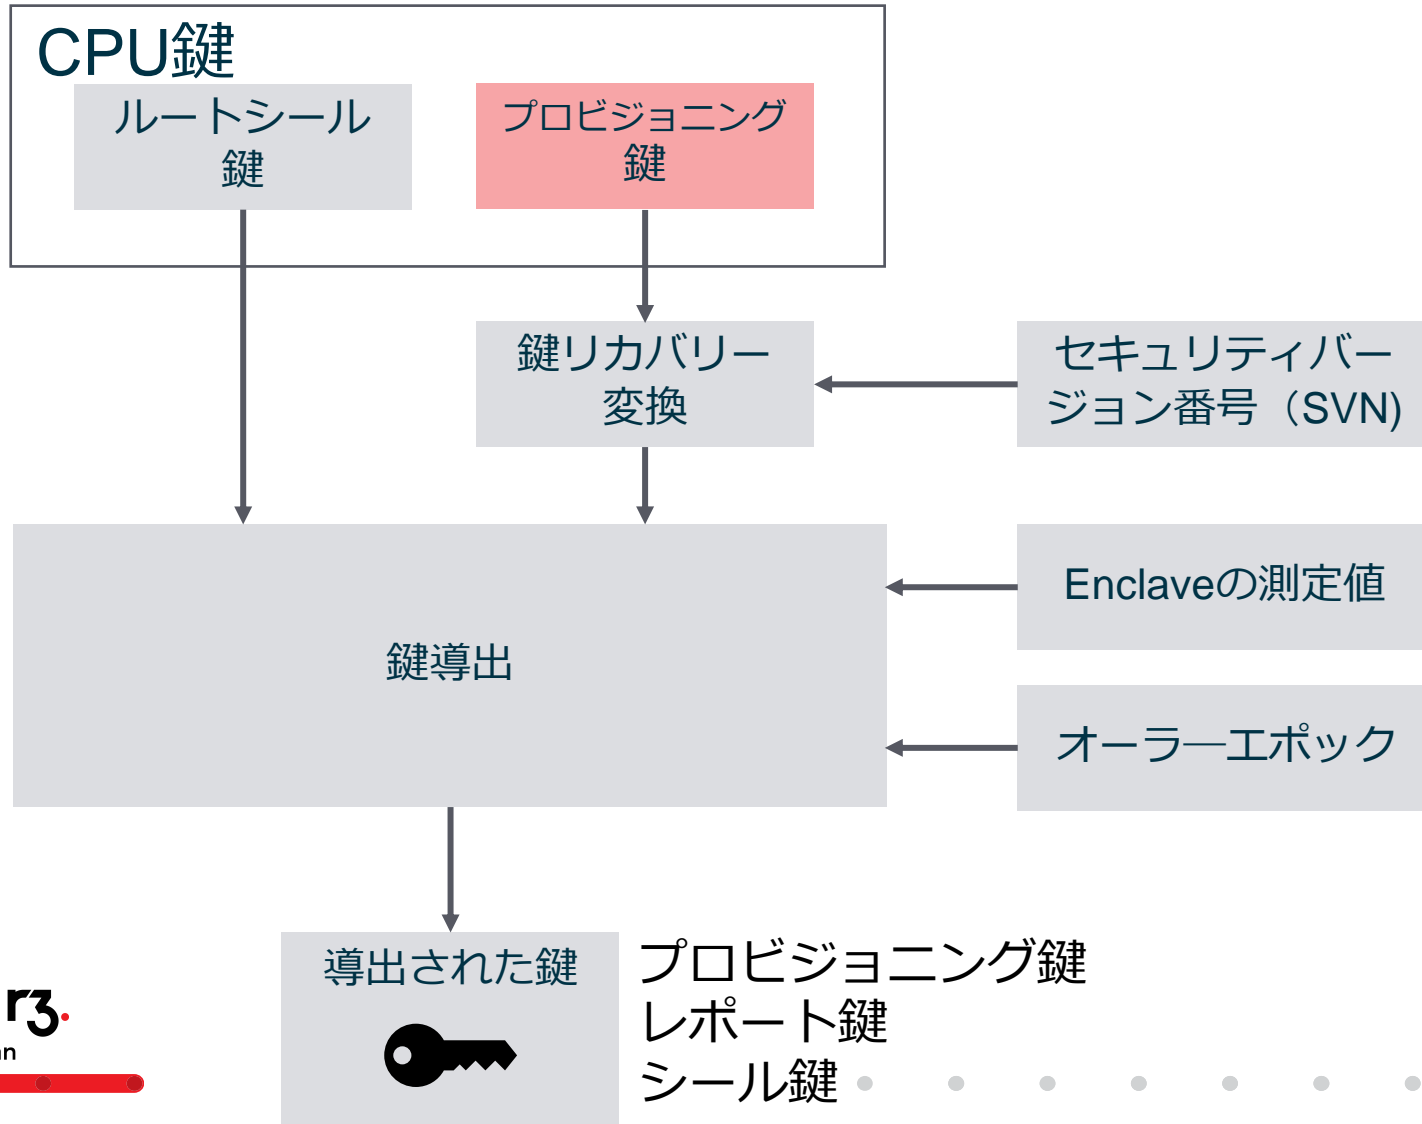 CPU鍵
ルートシール
鍵
プロビジョニング
鍵
鍵リカバリー
変換
セキュリティバー
ジョン番号（SVN)
鍵導出
Enclaveの測定値
オーラ―エポック
導出された鍵
プロビジョニング鍵
レポート鍵
シール鍵
r3.